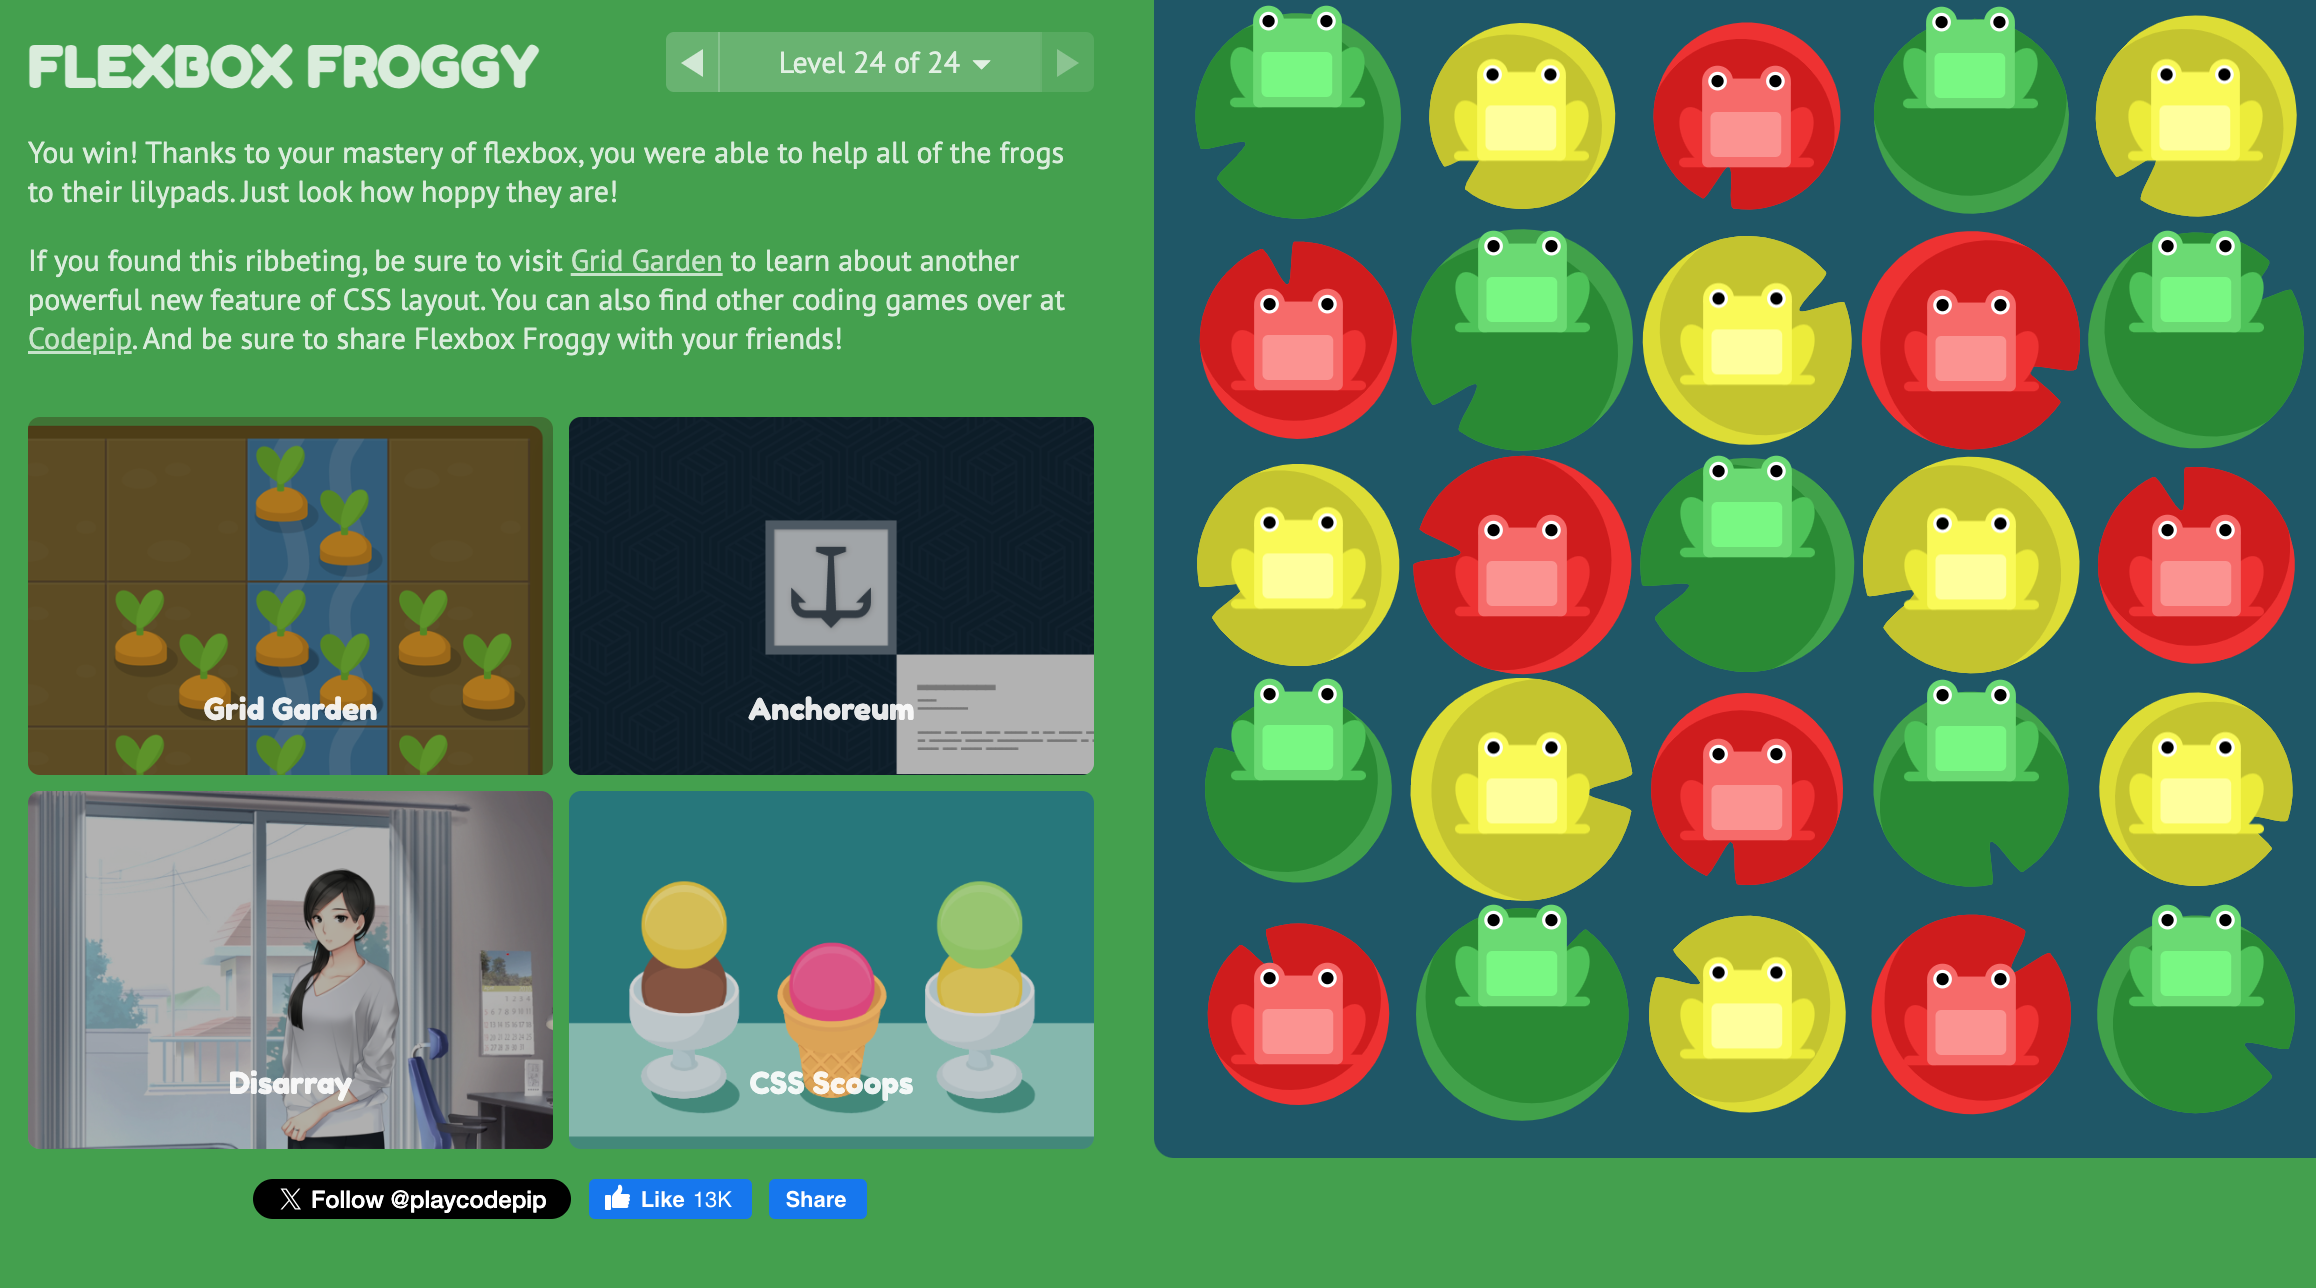 FLEXBOX FROGGY
Level 24 of 24
You win! Thanks to your mastery of flexbox, you were able to help all of the frogs
to their lilypads. Just look how hoppy they are!
If you found this ribbeting, be sure to visit Grid Garden to learn about another
powerful new feature of CSS layout. You can also find other coding games over at
Codepip. And be sure to share Flexbox Froggy with your friends!
Grid Garden
Anchoreum
Disarray
CSS Scoops
Follow @playcodepip
Like 13K
Share